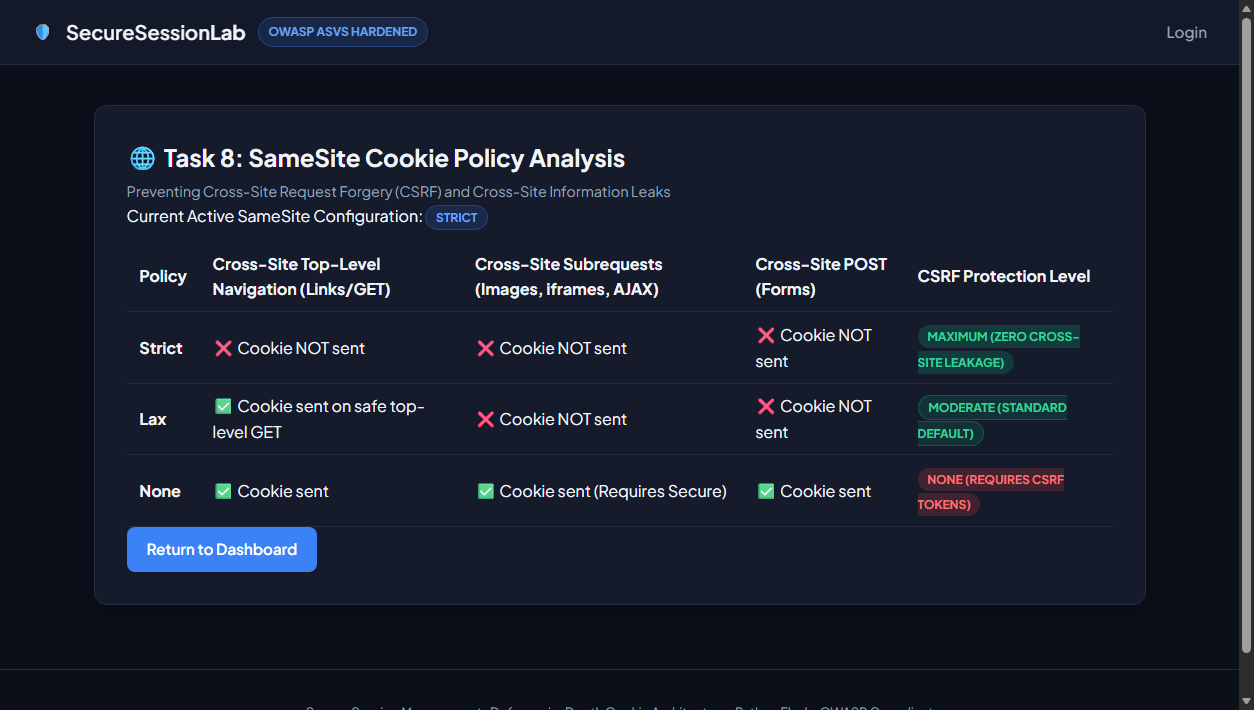 SecureSessionLab OWASP ASVS HARDENED Login
🌐 Task 8: SameSite Cookie Policy Analysis
Preventing Cross-Site Request Forgery (CSRF) and Cross-Site Information Leaks
Current Active SameSite Configuration: STRICT
Policy
Cross-Site Top-Level
Navigation (Links/GET)
Cross-Site Subrequests
(Images, iframes, AJAX)
Cross-Site POST
(Forms)
CSRF Protection Level
Strict
❌ Cookie NOT sent
❌ Cookie NOT sent
❌ Cookie NOT
sent
MAXIMUM (ZERO CROSS-
SITE LEAKAGE)
Lax
✅ Cookie sent on safe top-
level GET
❌ Cookie NOT sent
❌ Cookie NOT
sent
MODERATE (STANDARD
DEFAULT)
None
✅ Cookie sent
✅ Cookie sent (Requires Secure)
✅ Cookie sent
NONE (REQUIRES CSRF
TOKENS)
Return to Dashboard